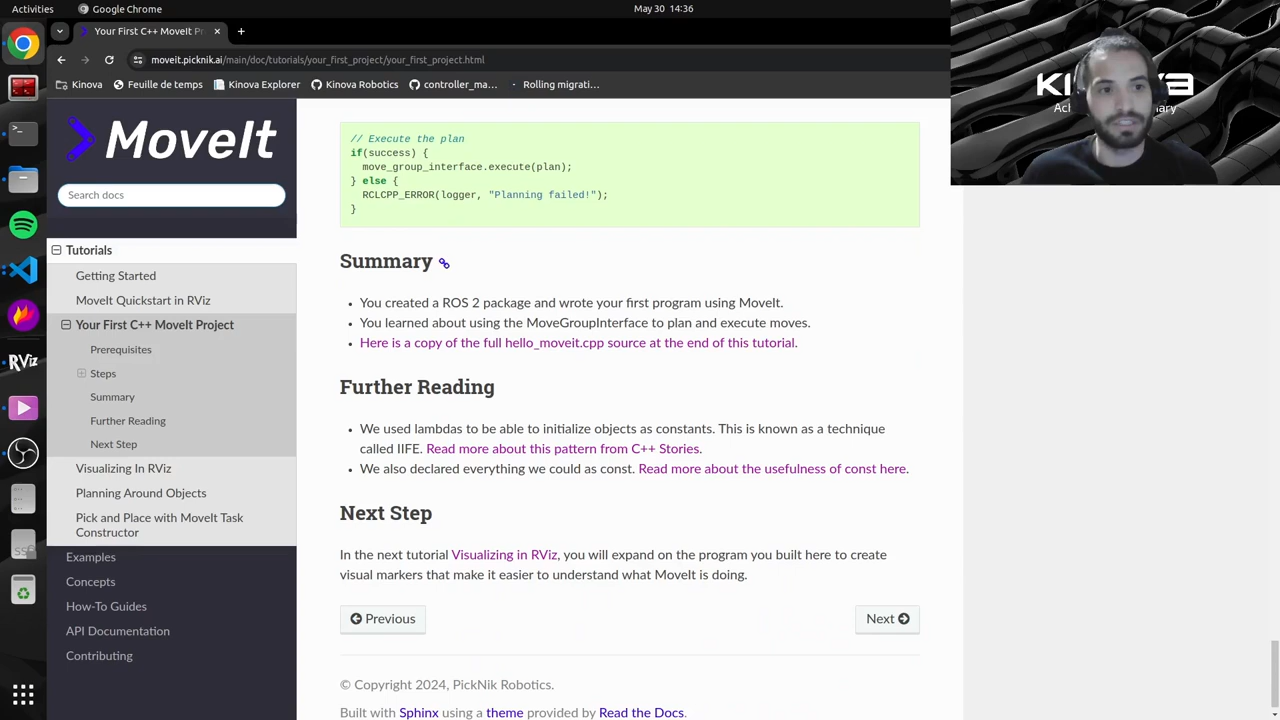 Activities
Google Chrome
May 30 14:36
Your First C++ MoveIt Pr
moveit.picknik.ai/main/doc/tutorials/your_first_project/your_first_project.html
Kinova
Feuille de temps
Kinova Explorer
Kinova Robotics
controller_ma...
Rolling migrati...
MoveIt
Search docs
Tutorials
Getting Started
MoveIt Quickstart in RViz
Your First C++ MoveIt Project
Prerequisites
Steps
Summary
Further Reading
Next Step
Visualizing In RViz
Planning Around Objects
Pick and Place with MoveIt Task
Constructor
Examples
Concepts
How-To Guides
API Documentation
Contributing
// Execute the plan
if(success) {
move_group_interface.execute(plan);
} else {
RCLCPP_ERROR(logger, "Planning failed!");
}
Summary
• You created a ROS 2 package and wrote your first program using MoveIt.
• You learned about using the MoveGroupInterface to plan and execute moves.
• Here is a copy of the full hello_moveit.cpp source at the end of this tutorial.
Further Reading
• We used lambdas to be able to initialize objects as constants. This is known as a technique
called IIFE. Read more about this pattern from C++ Stories.
• We also declared everything we could as const. Read more about the usefulness of const here.
Next Step
In the next tutorial Visualizing in RViz, you will expand on the program you built here to create
visual markers that make it easier to understand what MoveIt is doing.
Previous
Next
© Copyright 2024, PicKNik Robotics.
Built with Sphinx using a theme provided by Read the Docs.
RViz